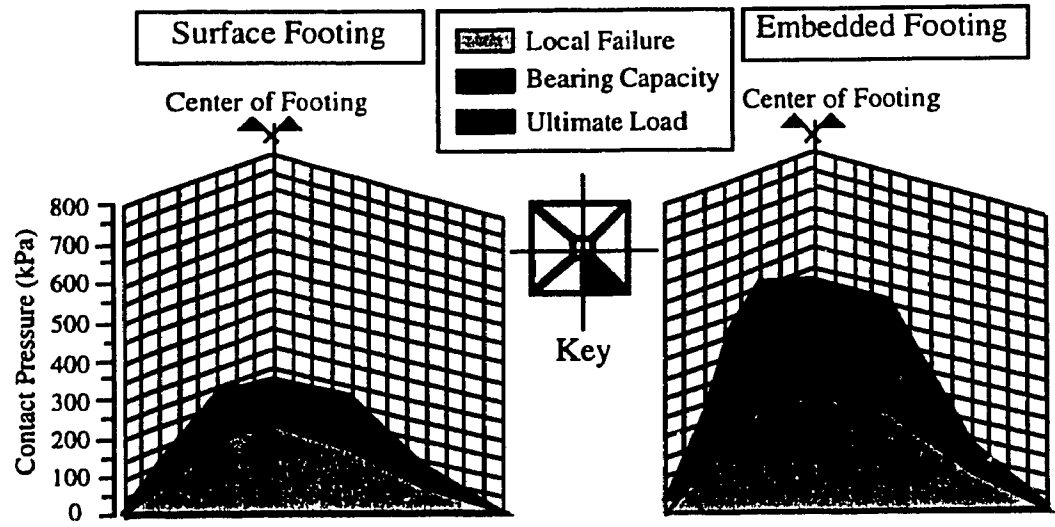 Surface Footing
Local Failure
Bearing Capacity
Ultimate Load
Embedded Footing
Center of Footing
Center of Footing
Contact Pressure (kPa)
800
700
600
500
400
300
200
100
0
Key